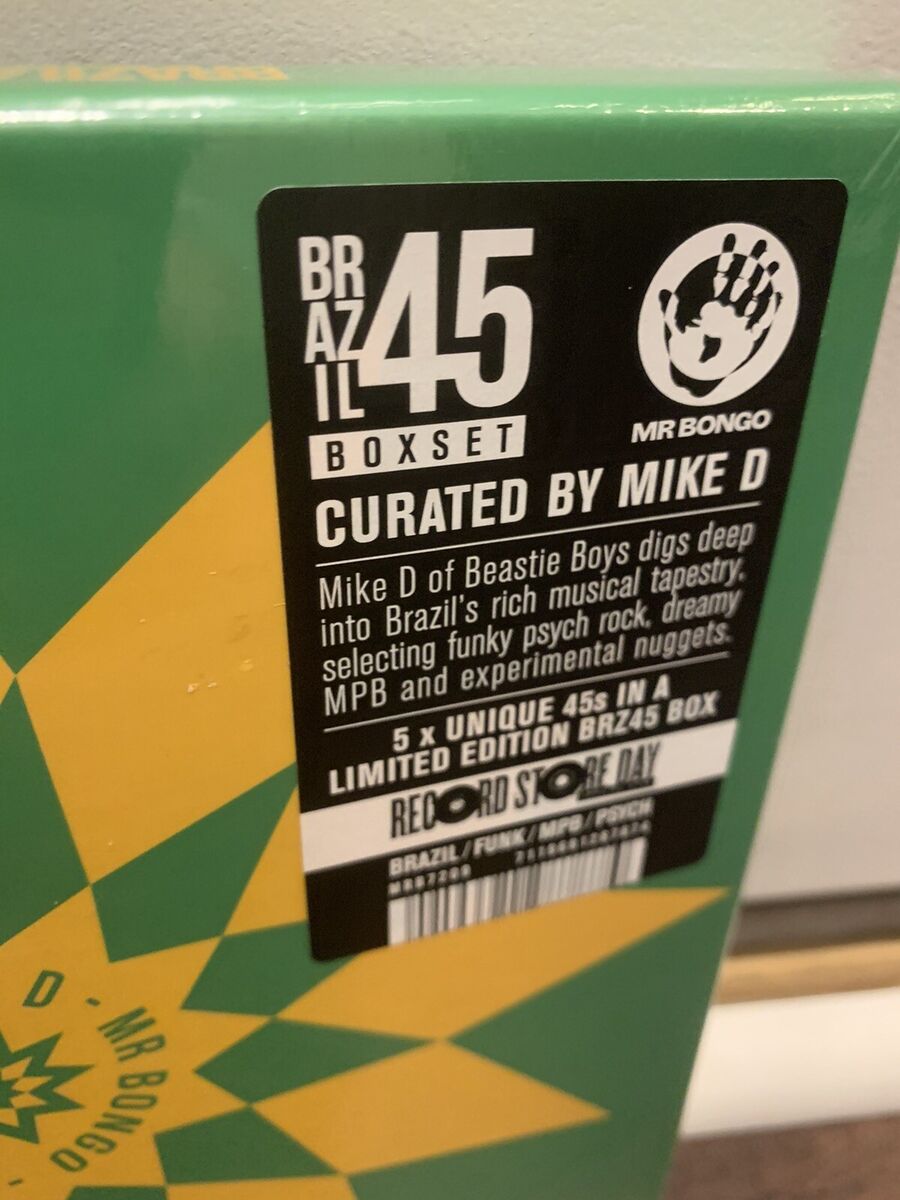 BR
AZ
IL
45
BOXSET
MR BONGO
CURATED BY MIKE D
Mike D of Beastie Boys digs deep
into Brazil's rich musical tapestry,
selecting funky psych rock, dreamy
MPB and experimental nuggets.
5 x UNIQUE 45s IN A
LIMITED EDITION BRZ45 BOX
RECORD STORE DAY
BRAZIL/FUNK/MPB/PSYCH
D - MR BONGO -